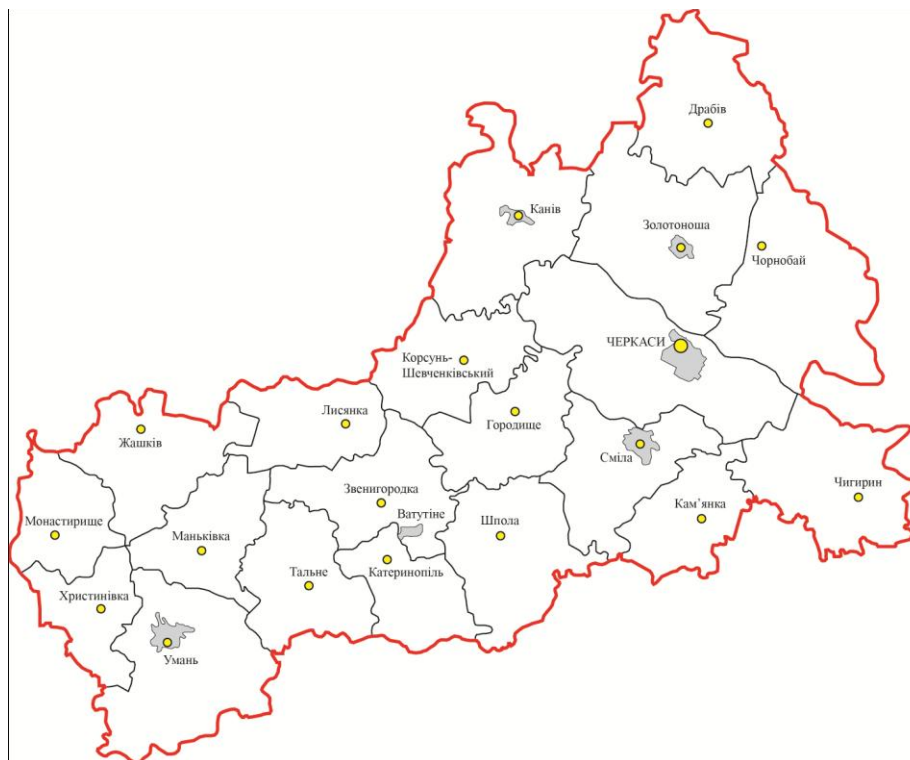 Драбів
Канів
Золотоноша
Чорнобай
ЧЕРКАСИ
Корсунь-
Шевченківський
Лисянка
Городище
Жашків
Сміла
Звенигородка
Чигирин
Ватутіне
Кам’янка
Монастирище
Маньківка
Шпола
Тальне
Катеринопіль
Христинівка
Умань